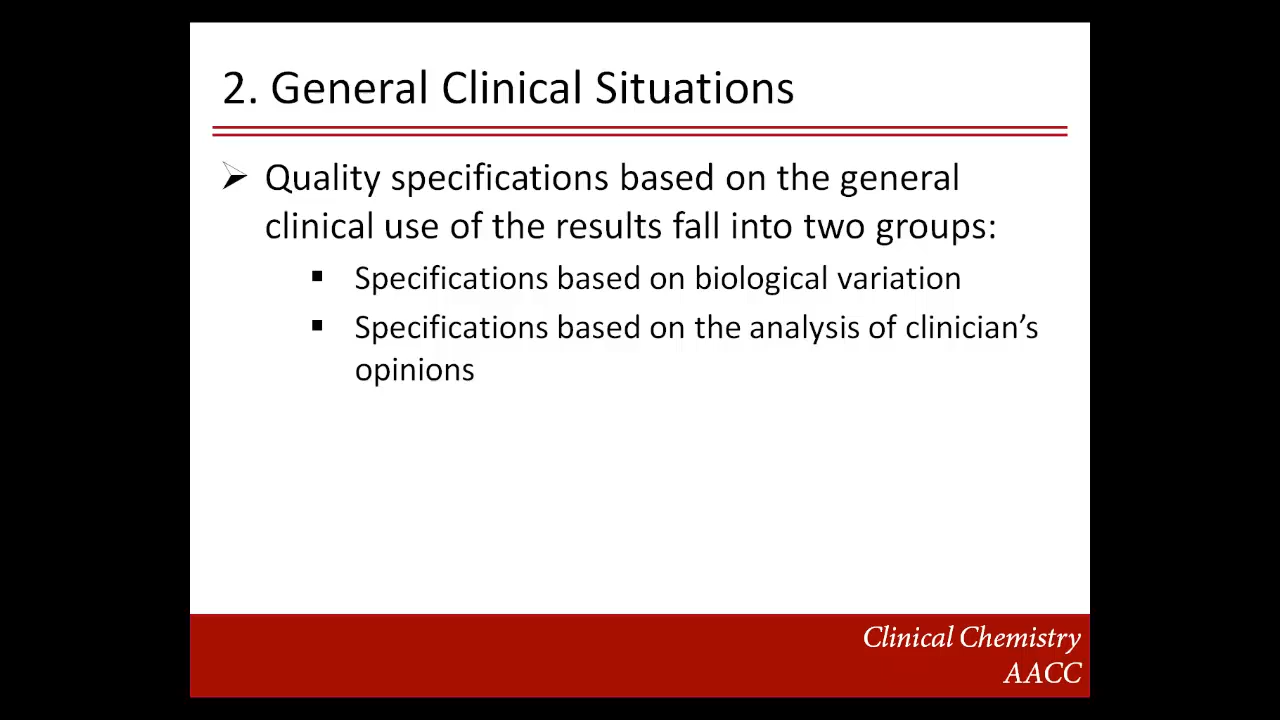 2. General Clinical Situations
Quality specifications based on the general
clinical use of the results fall into two groups:
Specifications based on biological variation
Specifications based on the analysis of clinician’s
opinions
Clinical Chemistry
AACC